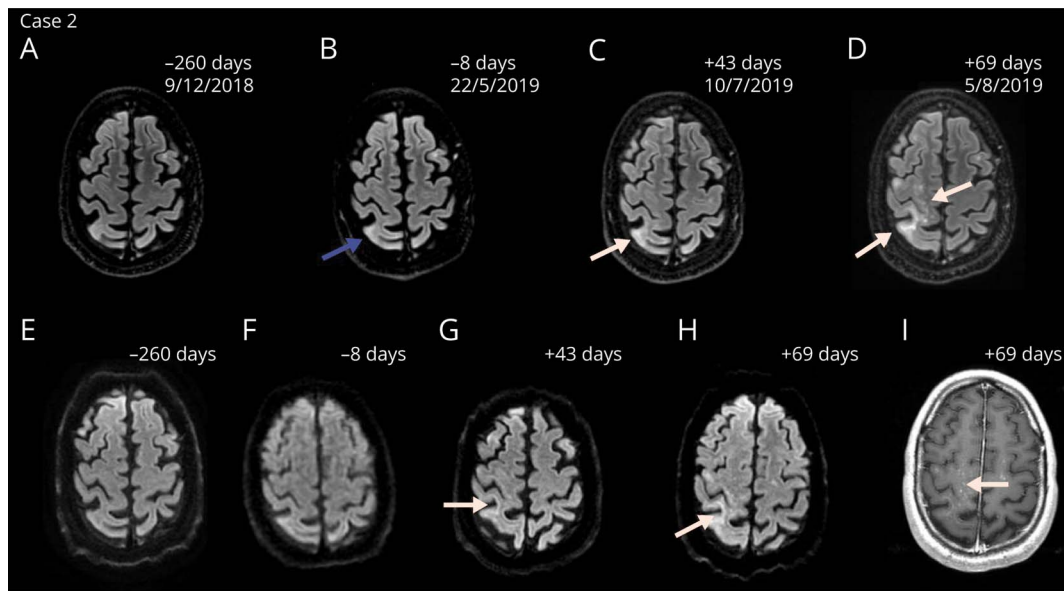 Case 2
A
–260 days
9/12/2018
B
–8 days
22/5/2019
C
+43 days
10/7/2019
D
+69 days
5/8/2019
E
–260 days
F
–8 days
G
+43 days
H
+69 days
I
+69 days